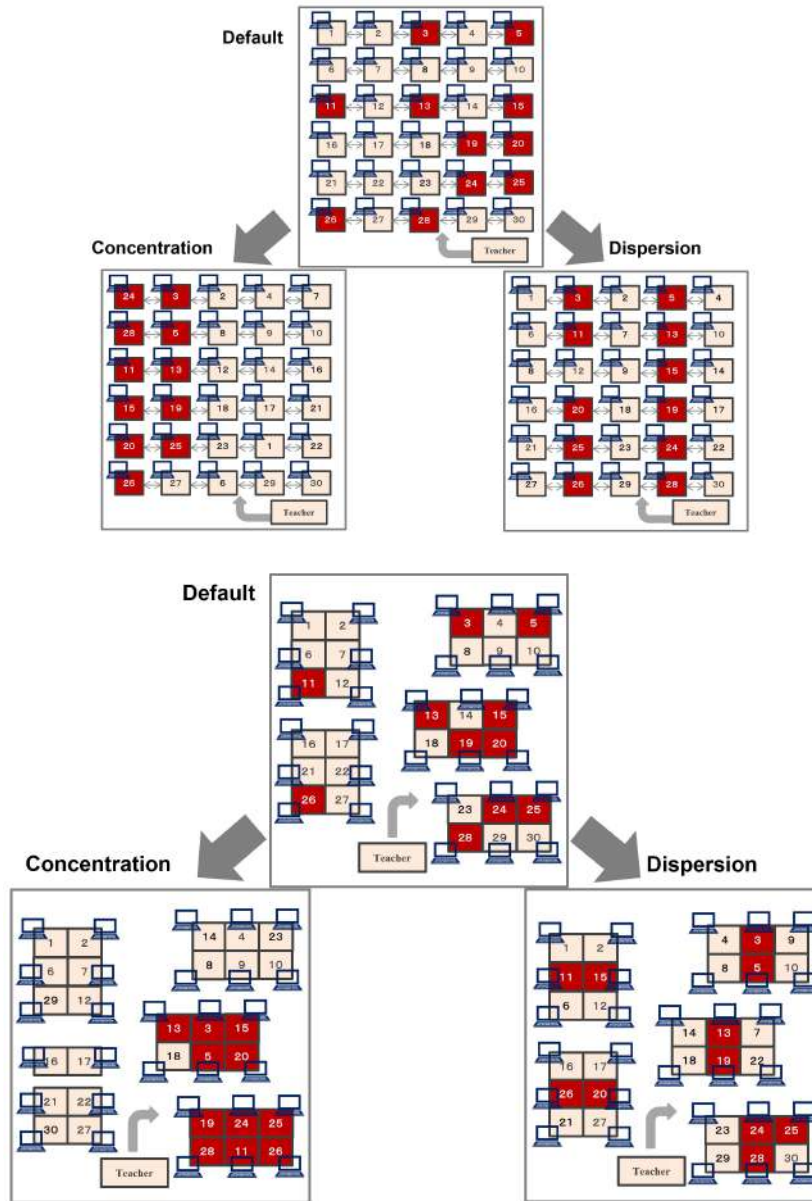 Default
1 2 3 4 5
6 7 8 9 10
11 12 13 14 15
16 17 18 19 20
21 22 23 24 25
26 27 28 29 30
Teacher
Concentration
24 3 2 4 7
28 5 8 9 10
11 13 12 14 16
15 19 18 17 21
20 25 23 1 22
26 27 6 29 30
Teacher
Dispersion
1 3 2 5 4
6 11 7 13 10
8 12 9 15 14
16 20 18 19 17
21 25 23 24 22
27 26 29 28 30
Teacher
Default
1 2
6 7
11 12
3 4 5
8 9 10
13 14 15
18 19 20
16 17
21 22
26 27
23 24 25
28 29 30
Teacher
Concentration
1 2
6 7
29 12
14 4 23
8 9 10
13 3 15
18 5 20
16 17
21 22
30 27
19 24 25
28 11 26
Teacher
Dispersion
1 2
11 15
6 12
4 3 9
8 5 10
14 13 7
18 19 22
16 17
26 20
21 27
23 24 25
29 28 30
Teacher